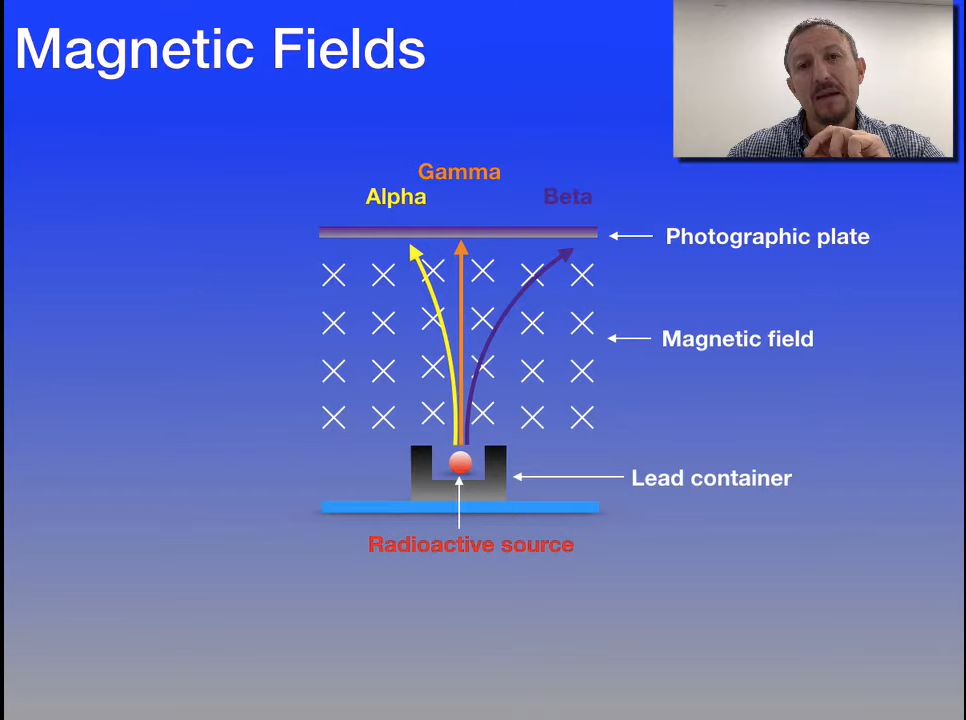 Magnetic Fields
Gamma
Alpha
Beta
Photographic plate
Magnetic field
Lead container
Radioactive source